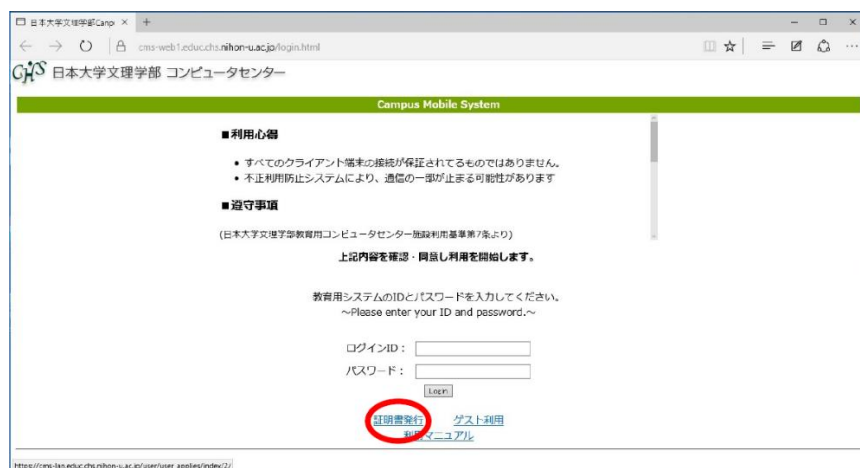 日本大学文理学部Camp
cms-web1.educ.chs.nihon-u.ac.jp/login.html
CHS 日本大学文理学部 コンピュータセンター
Campus Mobile System
■利用心得
• すべてのクライアント端末の接続が保証されてるものではありません。
• 不正利用防止システムにより、通信の一部が止まる可能性があります
■遵守事項
(日本大学文理学部教育用コンピュータセンター施設利用基準第7条より)
上記内容を確認・同意し利用を開始します。
教育用システムのIDとパスワードを入力してください。
～Please enter your ID and password.～
ログインID：
パスワード：
Login
証明書発行 ゲスト利用
利用マニュアル
https://cms-lan.educ.chs.nihon-u.ac.jp/user/user_applies/index/2/